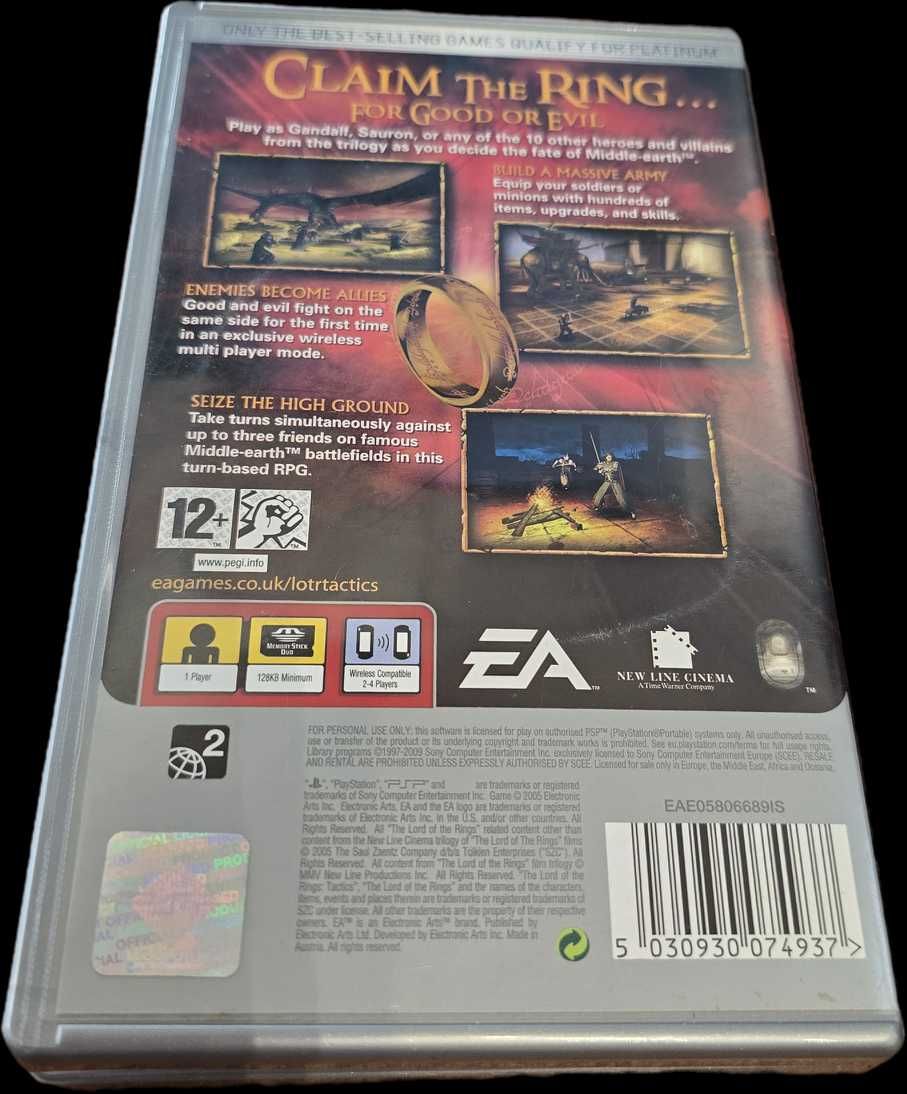 ONLY THE BEST-SELLING GAMES QUALIFY FOR PLATINUM
CLAIM THE RING...
FOR GOOD OR EVIL
Play as Gandalf, Sauron, or any of the 10 other heroes and villains
from the trilogy as you decide the fate of Middle-earth™.
BUILD A MASSIVE ARMY
Equip your soldiers or
minions with hundreds of
items, upgrades, and skills.
ENEMIES BECOME ALLIES
Good and evil fight on the
same side for the first time
in an exclusive wireless
multi player mode.
SEIZE THE HIGH GROUND
Take turns simultaneously against
up to three friends on famous
Middle-earth™ battlefields in this
turn-based RPG.
12+
™
™
www.pegi.info
eagames.co.uk/lotrtactics
1 Player
MEMORY STICK
DUO
128KB Minimum
Wireless Compatible
2-4 Players
EA™
NEW LINE CINEMA
A Time Warner Company
™
2
FOR PERSONAL USE ONLY: this software is licensed for play on authorised PSP™ (PlayStation®Portable) systems only. All unauthorised access,
use or transfer of the product or its underlying copyright and trademark works is prohibited. See eu.playstation.com/terms for full usage rights.
Library programs ©1997-2009 Sony Computer Entertainment Inc. exclusively licensed to Sony Computer Entertainment Europe (SCEE). RESALE
AND RENTAL ARE PROHIBITED UNLESS EXPRESSLY AUTHORISED BY SCEE. Licensed for sale only in Europe, the Middle East, Africa and Oceania.
", "PlayStation", "PSP" and are trademarks or registered
trademarks of Sony Computer Entertainment Inc. Game © 2005 Electronic
Arts Inc. Electronic Arts, EA and the EA logo are trademarks or registered
trademarks of Electronic Arts Inc. in the U.S. and/or other countries. All
Rights Reserved. All "The Lord of the Rings" related content other than
content from the New Line Cinema trilogy of "The Lord of The Rings" films
© 2005 The Saul Zaentz Company d/b/a Tolkien Enterprises ("SZC"). All
Rights Reserved. All content from "The Lord of the Rings" film trilogy ©
MMV New Line Productions Inc. All Rights Reserved. "The Lord of the
Rings: Tactics", "The Lord of the Rings" and the names of the characters,
items, events and places therein are trademarks or registered trademarks of
SZC under license. All other trademarks are the property of their respective
owners. EA™ is an Electronic Arts™ brand. Published by
Electronic Arts Ltd. Developed by Electronic Arts Inc. Made in
Austria. All rights reserved.
EAE05806689IS
5 030930 074937 >